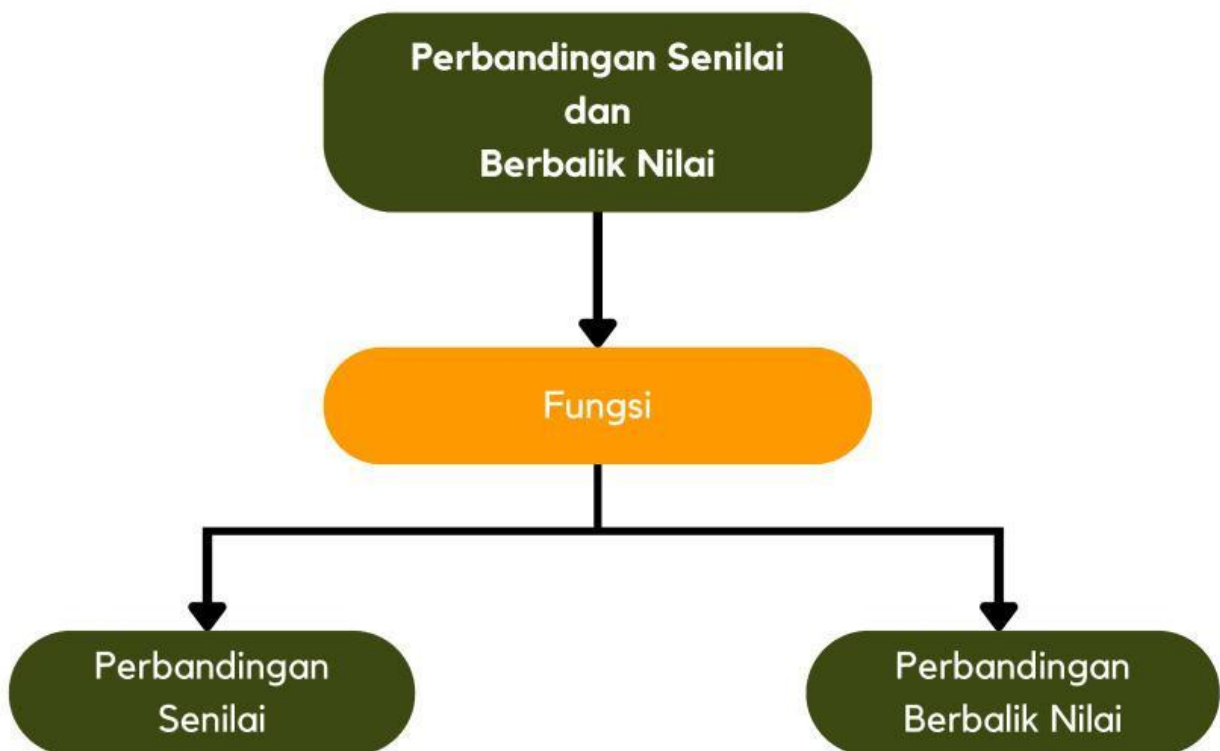 Perbandingan Senilai
dan
Berbalik Nilai
Fungsi
Perbandingan
Senilai
Perbandingan
Berbalik Nilai